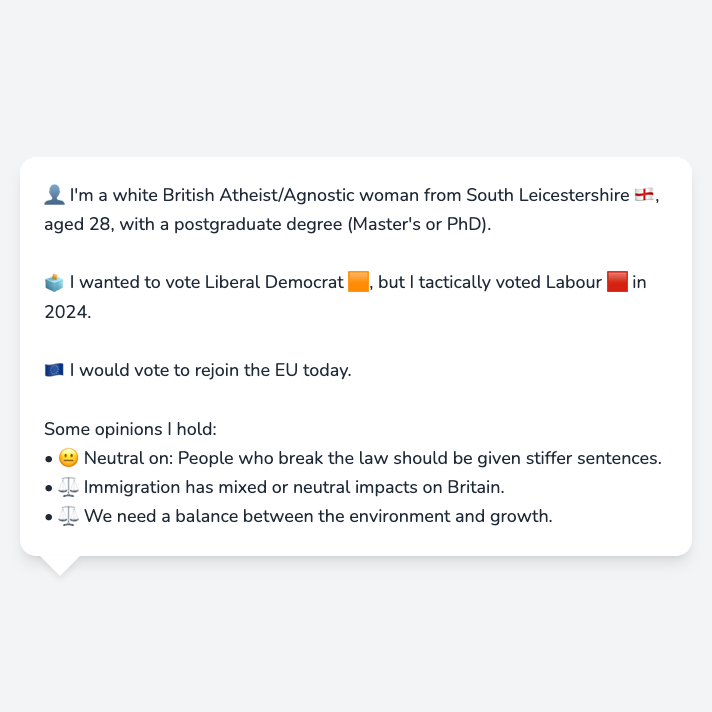 👤 I'm a white British Atheist/Agnostic woman from South Leicestershire 🏴󠁧󠁢󠁥󠁮󠁧󠁿,
aged 28, with a postgraduate degree (Master's or PhD).
🗳️ I wanted to vote Liberal Democrat 🟧, but I tactically voted Labour 🟥 in
2024.
🇪🇺 I would vote to rejoin the EU today.
Some opinions I hold:
• 😐 Neutral on: People who break the law should be given stiffer sentences.
• ⚖️ Immigration has mixed or neutral impacts on Britain.
• ⚖️ We need a balance between the environment and growth.